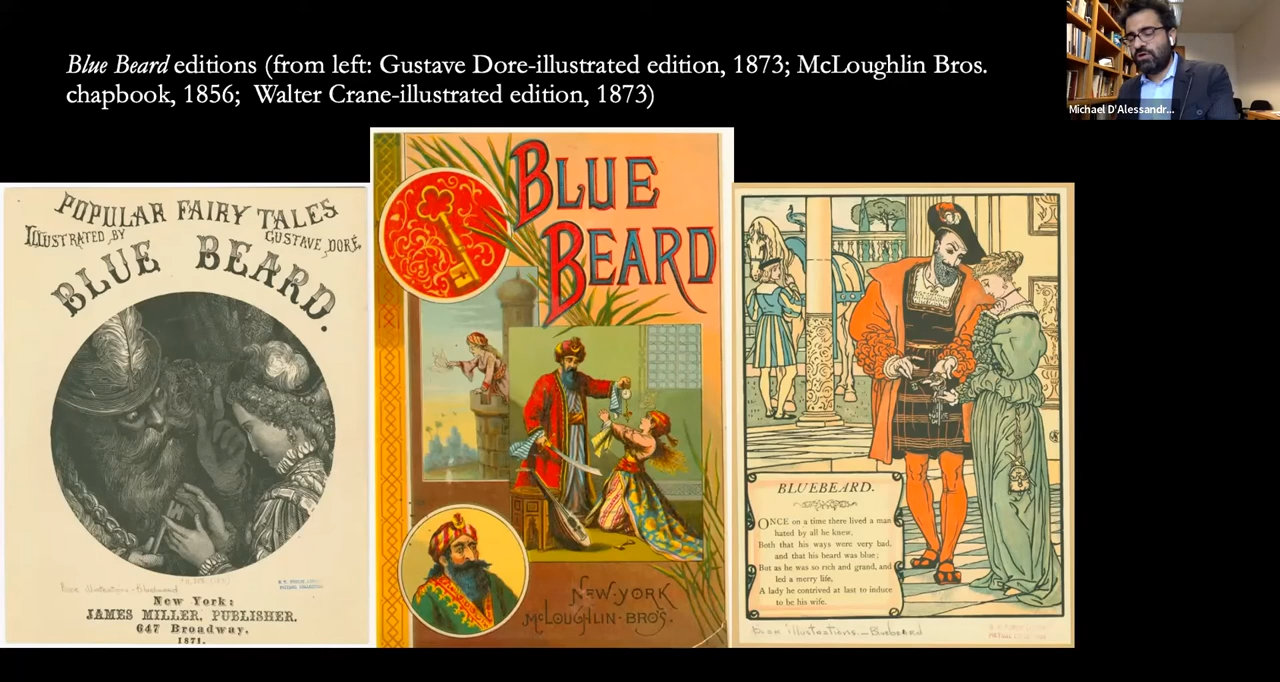 Blue Beard editions (from left: Gustave Dore-illustrated edition, 1873; McLoughlin Bros.
chapbook, 1856; Walter Crane-illustrated edition, 1873)
Michael D'Alessandr...
POPULAR FAIRY TALES
ILLUSTRATED BY GUSTAVE DORÉ
BLUE BEARD.
New York:
JAMES MILLER, PUBLISHER.
647 Broadway.
1871.
BLUE
BEARD
NEW-YORK
McLOUGHLIN-BRO'S.
BLUEBEARD.
ONCE on a time there lived a man
hated by all he knew,
Both that his ways were very bad,
and that his beard was blue;
But as he was so rich and grand, and
led a merry life,
A lady he contrived at last to induce
to be his wife.